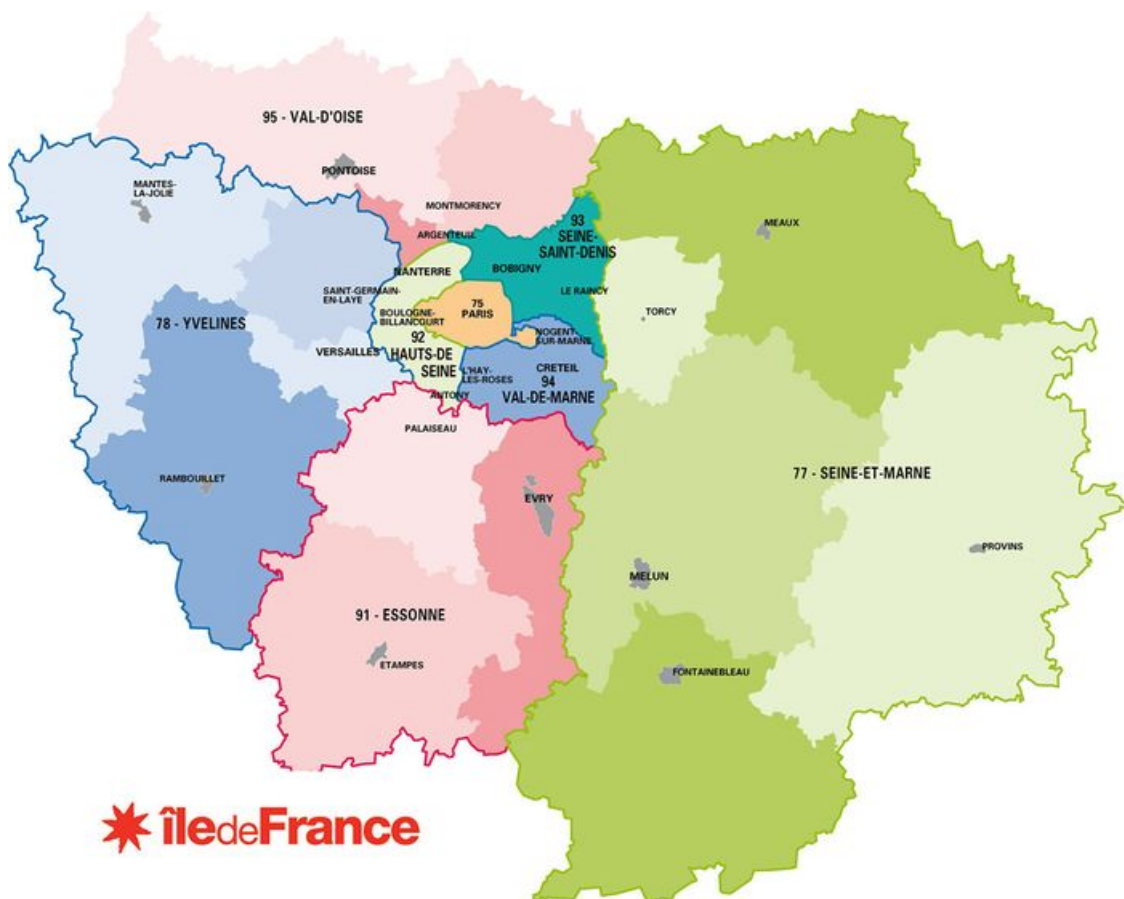 95 - VAL-D'OISE
PONTOISE
MANTES-
LA-JOLIE
MONTMORENCY
ARGENTEUIL
93
SEINE-
SAINT-DENIS
MEAUX
NANTERRE
BOBIGNY
SAINT-GERMAIN-
EN-LAYE
LE RAINCY
78 - YVELINES
BOULOGNE-
BILLANCOURT
75
PARIS
TORCY
VERSAILLES
92
HAUTS-DE
SEINE
NOGENT-
SUR-MARNE
L'HAY-
LES-ROSES
CRETEIL
94
VAL-DE-MARNE
ANTONY
PALAISEAU
RAMBOUILLET
EVRY
77 - SEINE-ET-MARNE
PROVINS
MELUN
91 - ESSONNE
ETAMPES
FONTAINEBLEAU
îledeFrance